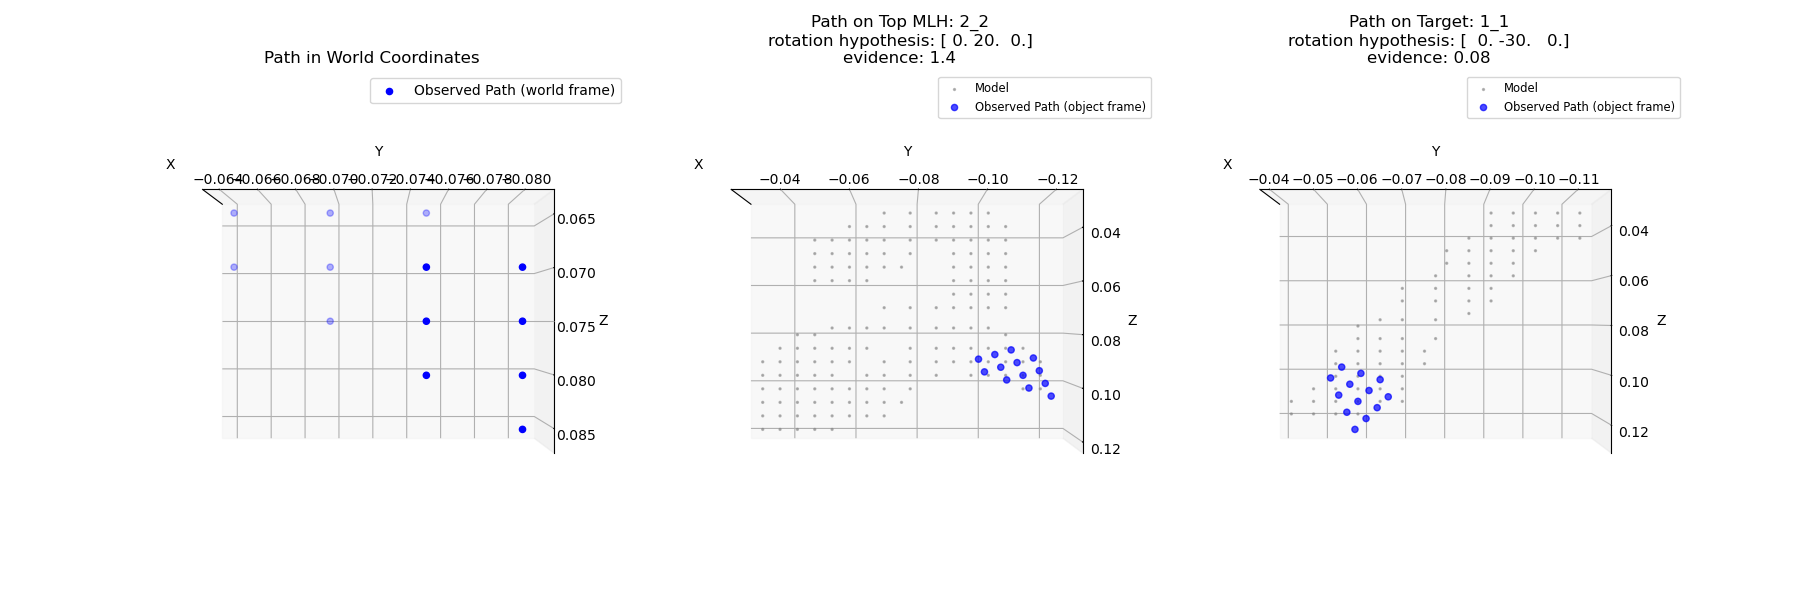 Path in World Coordinates
Observed Path (world frame)
X
Y
−0.064 −0.066 −0.068 −0.070 −0.072 −0.074 −0.076 −0.078 −0.080
0.065
0.070
0.075
Z
0.080
0.085
Path on Top MLH: 2_2
rotation hypothesis: [ 0. 20.  0.]
evidence: 1.4
Model
Observed Path (object frame)
X
Y
−0.04 −0.06 −0.08 −0.10 −0.12
0.04
0.06
Z
0.08
0.10
0.12
Path on Target: 1_1
rotation hypothesis: [  0. -30.   0.]
evidence: 0.08
Model
Observed Path (object frame)
X
Y
−0.04 −0.05 −0.06 −0.07 −0.08 −0.09 −0.10 −0.11
0.04
0.06
Z
0.08
0.10
0.12